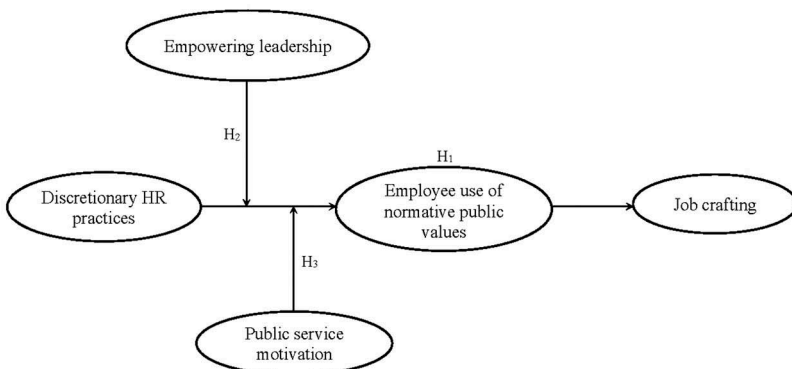 Empowering leadership
H2
H1
Discretionary HR
practices
Employee use of
normative public
values
Job crafting
H3
Public service
motivation